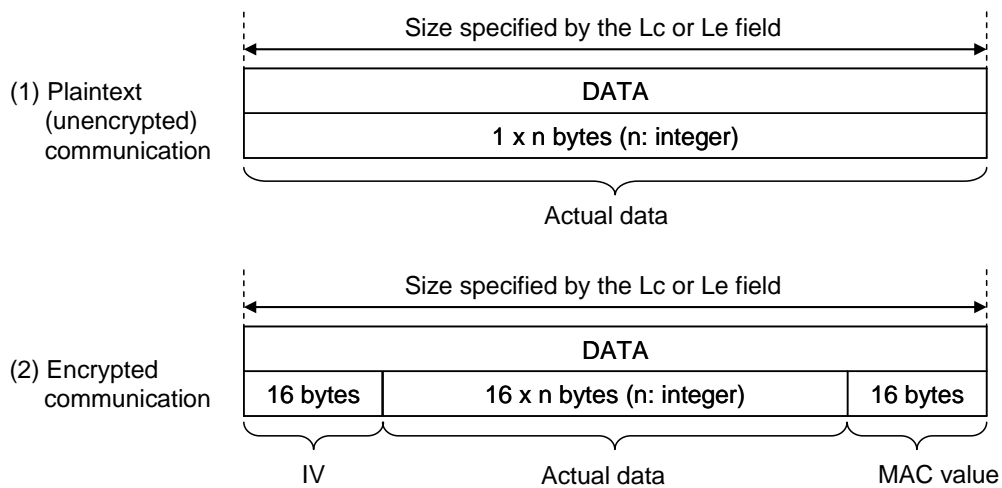 Size specified by the Lc or Le field
(1) Plaintext
(unencrypted)
communication
DATA
1 x n bytes (n: integer)
Actual data
Size specified by the Lc or Le field
(2) Encrypted
communication
DATA
16 bytes
16 x n bytes (n: integer)
16 bytes
IV
Actual data
MAC value